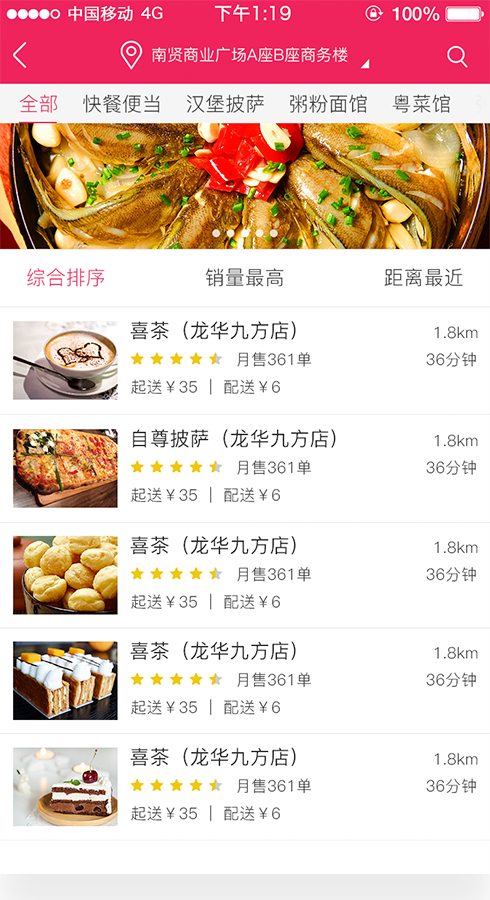 中国移动 4G 下午1:19 100%
南贤商业广场A座B座商务楼
全部 快餐便当 汉堡披萨 粥粉面馆 粤菜馆
综合排序 销量最高 距离最近
喜茶（龙华九方店） 1.8km
月售361单 36分钟
起送￥35 | 配送￥6
自尊披萨（龙华九方店） 1.8km
月售361单 36分钟
起送￥35 | 配送￥6
喜茶（龙华九方店） 1.8km
月售361单 36分钟
起送￥35 | 配送￥6
喜茶（龙华九方店） 1.8km
月售361单 36分钟
起送￥35 | 配送￥6
喜茶（龙华九方店） 1.8km
月售361单 36分钟
起送￥35 | 配送￥6